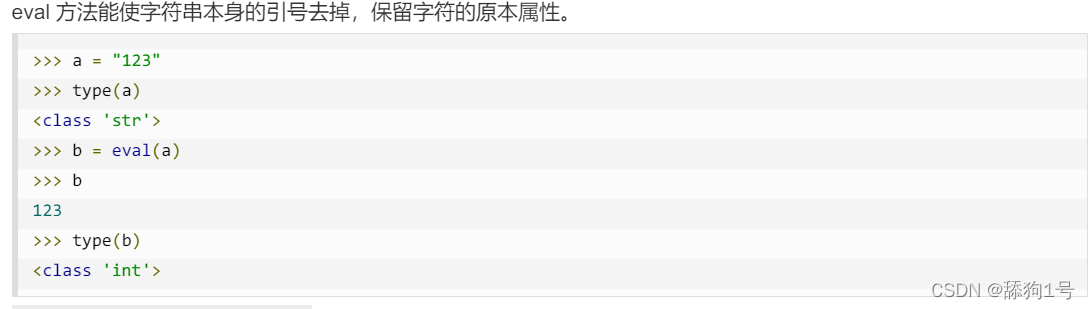 eval 方法能使字符串本身的引号去掉，保留字符的原本属性。
>>> a = "123"
>>> type(a)
<class 'str'>
>>> b = eval(a)
>>> b
123
>>> type(b)
<class 'int'>
CSDN @舔狗1号